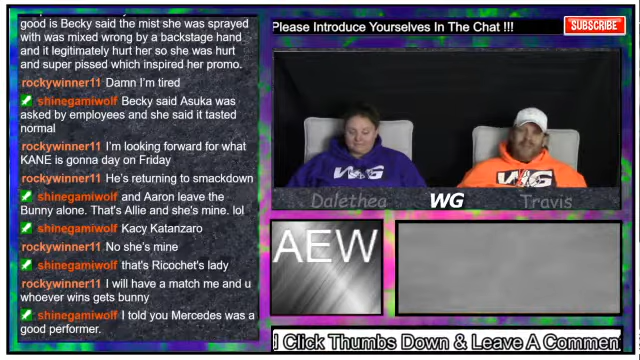 good is Becky said the mist she was sprayed
with was mixed wrong by a backstage hand
and it legitimately hurt her so she was hurt
and super pissed which inspired her promo.
rockywinner11 Damn I'm tired
shinegamiwolf Becky said Asuka was
asked by employees and she said it tasted
normal
rockywinner11 I'm looking forward for what
KANE is gonna day on Friday
rockywinner11 He's returning to smackdown
shinegamiwolf and Aaron leave the
Bunny alone. That's Allie and she's mine. lol
shinegamiwolf Kacy Katanzaro
rockywinner11 No she's mine
shinegamiwolf that's Ricochet's lady
rockywinner11 I will have a match me and u
whoever wins gets bunny
shinegamiwolf I told you Mercedes was a
good performer.
Please Introduce Yourselves In The Chat !!!
SUBSCRIBE
WG
WG
Dalethea WG Travis
AEW
Click Thumbs Down & Leave A Commen